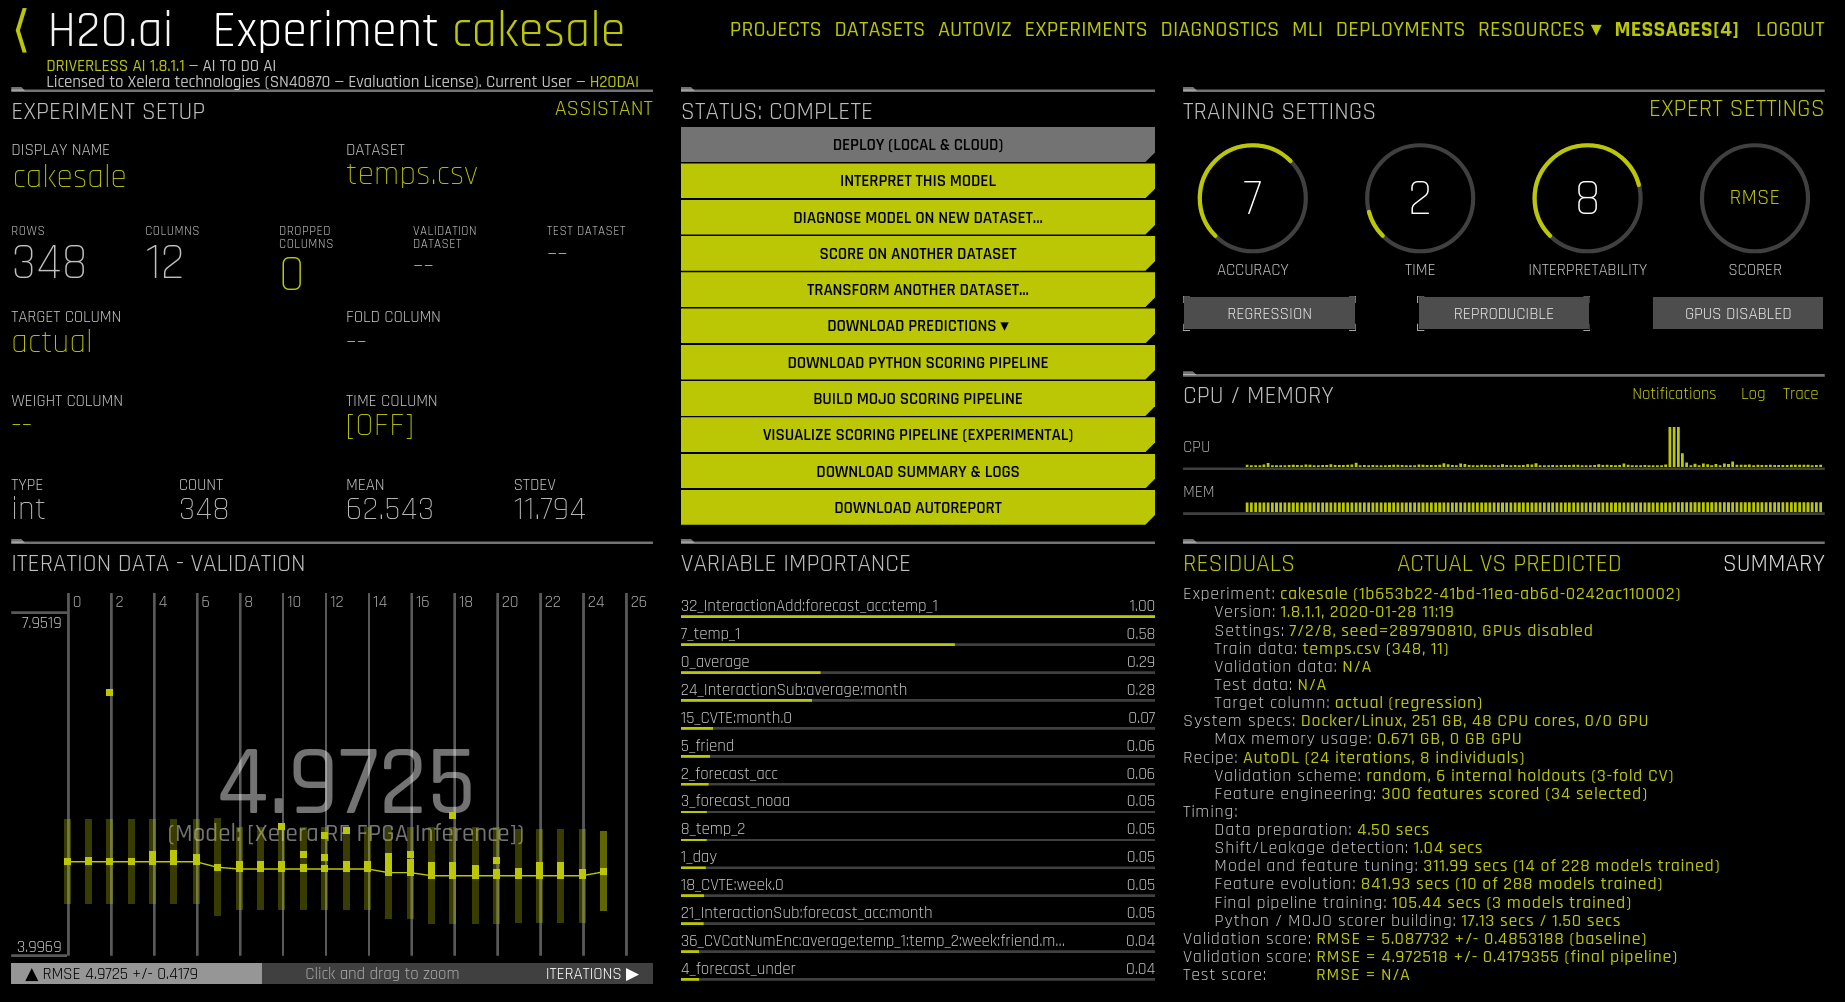 ⟨ H2O.ai Experiment cakesale
PROJECTS DATASETS AUTOVIZ EXPERIMENTS DIAGNOSTICS MLI DEPLOYMENTS RESOURCES ▾ MESSAGES[4] LOGOUT
DRIVERLESS AI 1.8.1.1 – AI TO DO AI
Licensed to Xelera technologies (SN40870 – Evaluation License). Current User – H2ODAI
EXPERIMENT SETUP ASSISTANT
DISPLAY NAME DATASET
cakesale temps.csv
ROWS COLUMNS DROPPED COLUMNS VALIDATION DATASET TEST DATASET
348 12 0 -- --
TARGET COLUMN FOLD COLUMN
actual --
WEIGHT COLUMN TIME COLUMN
-- [OFF]
TYPE COUNT MEAN STDEV
int 348 62.543 11.794
STATUS: COMPLETE
DEPLOY (LOCAL & CLOUD)
INTERPRET THIS MODEL
DIAGNOSE MODEL ON NEW DATASET...
SCORE ON ANOTHER DATASET
TRANSFORM ANOTHER DATASET...
DOWNLOAD PREDICTIONS ▾
DOWNLOAD PYTHON SCORING PIPELINE
BUILD MOJO SCORING PIPELINE
VISUALIZE SCORING PIPELINE (EXPERIMENTAL)
DOWNLOAD SUMMARY & LOGS
DOWNLOAD AUTOREPORT
TRAINING SETTINGS EXPERT SETTINGS
7 2 8 RMSE
ACCURACY TIME INTERPRETABILITY SCORER
REGRESSION REPRODUCIBLE GPUS DISABLED
CPU / MEMORY Notifications Log Trace
CPU
MEM
ITERATION DATA - VALIDATION
0 2 4 6 8 10 12 14 16 18 20 22 24 26
7.9519
4.9725
(Model: [Xelera RF FPGA Inference])
3.9969
▲ RMSE 4.9725 +/- 0.4179 Click and drag to zoom ITERATIONS ▶
VARIABLE IMPORTANCE
32_InteractionAdd:forecast_acc:temp_1 1.00
7_temp_1 0.58
0_average 0.29
24_InteractionSub:average:month 0.28
15_CVTE:month.0 0.07
5_friend 0.06
2_forecast_acc 0.06
3_forecast_noaa 0.05
8_temp_2 0.05
1_day 0.05
18_CVTE:week.0 0.05
21_InteractionSub:forecast_acc:month 0.05
36_CVCatNumEnc:average:temp_1:temp_2:week:friend.m... 0.04
4_forecast_under 0.04
RESIDUALS ACTUAL VS PREDICTED SUMMARY
Experiment: cakesale (1b653b22-41bd-11ea-ab6d-0242ac110002)
Version: 1.8.1.1, 2020-01-28 11:19
Settings: 7/2/8, seed=289790810, GPUs disabled
Train data: temps.csv (348, 11)
Validation data: N/A
Test data: N/A
Target column: actual (regression)
System specs: Docker/Linux, 251 GB, 48 CPU cores, 0/0 GPU
Max memory usage: 0.671 GB, 0 GB GPU
Recipe: AutoDL (24 iterations, 8 individuals)
Validation scheme: random, 6 internal holdouts (3-fold CV)
Feature engineering: 300 features scored (34 selected)
Timing:
Data preparation: 4.50 secs
Shift/Leakage detection: 1.04 secs
Model and feature tuning: 311.99 secs (14 of 228 models trained)
Feature evolution: 841.93 secs (10 of 288 models trained)
Final pipeline training: 105.44 secs (3 models trained)
Python / MOJO scorer building: 17.13 secs / 1.50 secs
Validation score: RMSE = 5.087732 +/- 0.4853188 (baseline)
Validation score: RMSE = 4.972518 +/- 0.4179355 (final pipeline)
Test score: RMSE = N/A